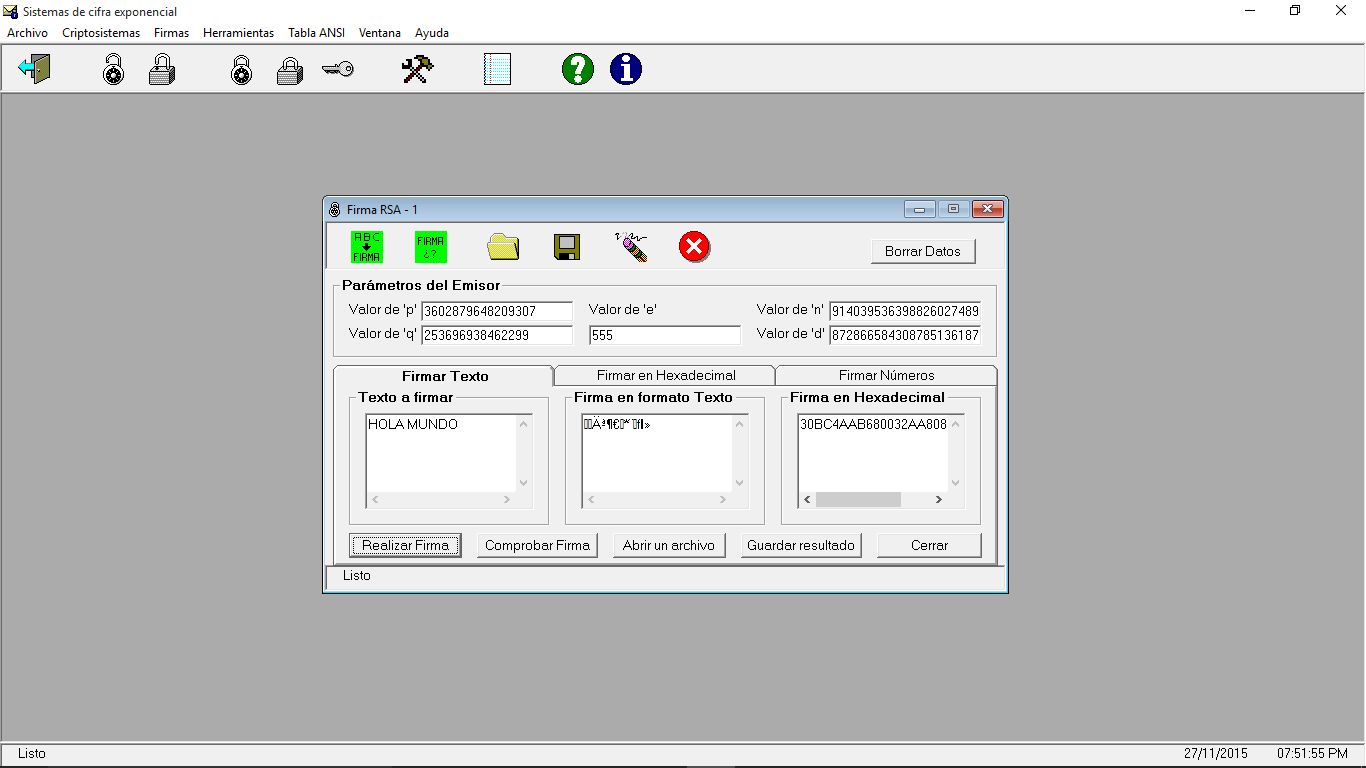 Sistemas de cifra exponencial
Archivo Criptosistemas Firmas Herramientas Tabla ANSI Ventana Ayuda
Firma RSA - 1
ABC
FIRMA
FIRMA
¿?
Borrar Datos
Parámetros del Emisor
Valor de 'p' 3602879648209307 Valor de 'e' Valor de 'n' 914039536398826027489
Valor de 'q' 253696938462299 555 Valor de 'd' 872866584308785136187
Firmar Texto Firmar en Hexadecimal Firmar Números
Texto a firmar Firma en formato Texto Firma en Hexadecimal
HOLA MUNDO 30BC4AAB680032AA808
Realizar Firma Comprobar Firma Abrir un archivo Guardar resultado Cerrar
Listo
Listo 27/11/2015 07:51:55 PM